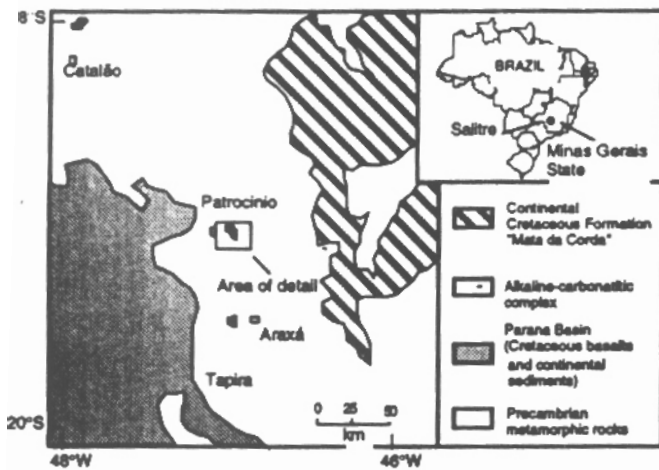 8°S
Catalão
BRAZIL
Salitre
Minas Gerais
State
Patrocinio
Area of detail
Araxá
Tapira
0 25 50
km
20°S
48°W
46°W
Continental
Cretaceous Formation
"Mata da Corda"
Alkaline-carbonatitic
complex
Parana Basin
(Cretaceous basalts
and continental
sediments)
Precambrian
metamorphic rocks